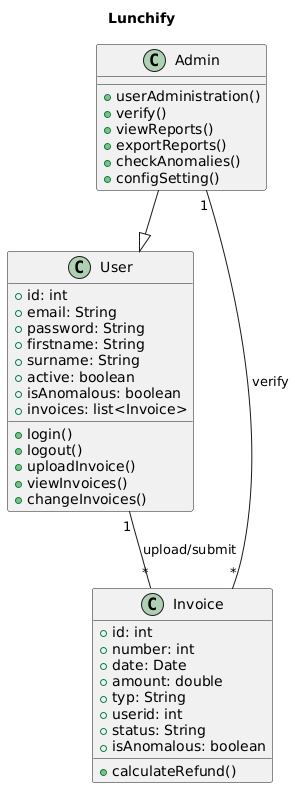 Lunchify
C Admin
userAdministration()
verify()
viewReports()
exportReports()
checkAnomalies()
configSetting()
1
C User
id: int
email: String
password: String
firstname: String
surname: String
active: boolean
isAnomalous: boolean
invoices: list<Invoice>
verify
login()
logout()
uploadInvoice()
viewInvoices()
changeInvoices()
1
upload/submit
* *
C Invoice
id: int
number: int
date: Date
amount: double
typ: String
userid: int
status: String
isAnomalous: boolean
calculateRefund()